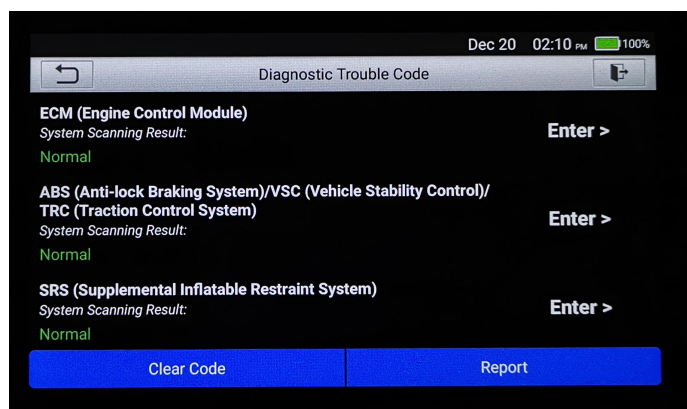 Dec 20 02:10 PM 100%
Diagnostic Trouble Code
ECM (Engine Control Module)
System Scanning Result:
Enter >
Normal
ABS (Anti-lock Braking System)/VSC (Vehicle Stability Control)/
TRC (Traction Control System)
System Scanning Result:
Enter >
Normal
SRS (Supplemental Inflatable Restraint System)
System Scanning Result:
Enter >
Normal
Clear Code
Report